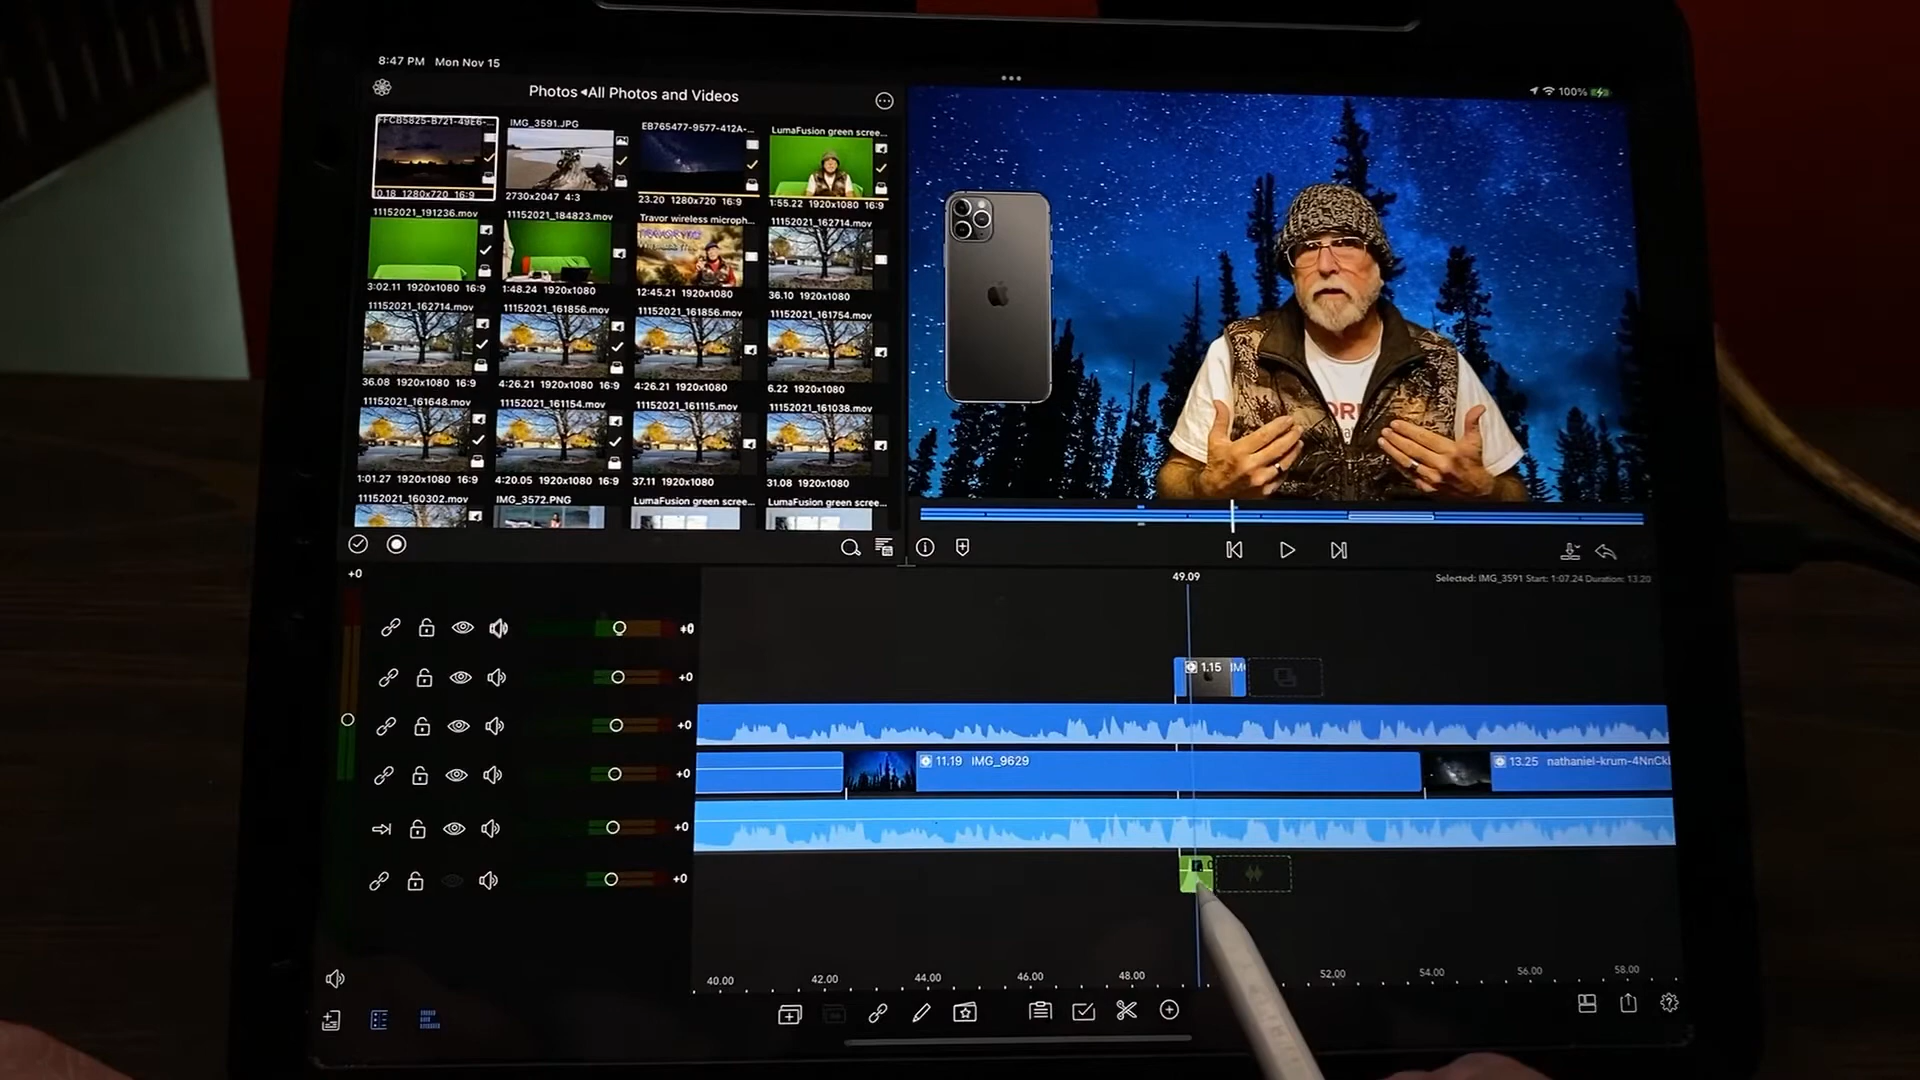 8:47 PM Mon Nov 15
Photos ◂All Photos and Videos
100%
FFCB5825-B721-49E6-...
IMG_3591.JPG
EB765477-9577-412A-...
LumaFusion green scree...
10.18 1280x720 16:9
2730x2047 4:3
23.20 1280x720 16:9
1:55.22 1920x1080 16:9
11152021_191236.mov
11152021_184823.mov
Travor wireless microph...
11152021_162714.mov
3:02.11 1920x1080
1:48.24 1920x1080
12:45.21 1920x1080
36.10 1920x1080
11152021_162714.mov
11152021_161856.mov
11152021_161856.mov
11152021_161754.mov
36.08 1920x1080 16:9
4:26.21 1920x1080 16:9
4:26.21 1920x1080
6.22 1920x1080
11152021_161648.mov
11152021_161154.mov
11152021_161115.mov
11152021_161038.mov
1:01.27 1920x1080 16:9
4:20.05 1920x1080 16:9
37.11 1920x1080
31.08 1920x1080
11152021_160302.mov
IMG_3572.PNG
LumaFusion green scree...
LumaFusion green scree...
+0
49.09
Selected: IMG_3591 Start: 1:07.24 Duration: 13.20
+0
+0
1.15 IM
+0
+0
11.19 IMG_9629
13.25 nathaniel-krum-4NnCk
+0
+0
40.00 42.00 44.00 46.00 48.00 52.00 54.00 56.00 58.00